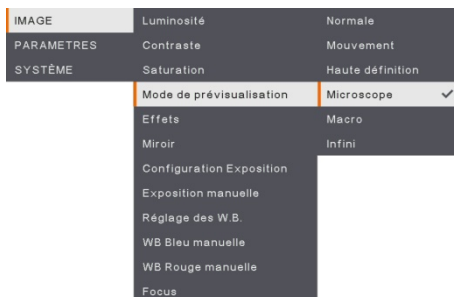 IMAGE
PARAMETRES
SYSTÈME
Luminosité
Contraste
Saturation
Mode de prévisualisation
Effets
Miroir
Configuration Exposition
Exposition manuelle
Réglage des W.B.
WB Bleu manuelle
WB Rouge manuelle
Focus
Normale
Mouvement
Haute définition
Microscope
Macro
Infini